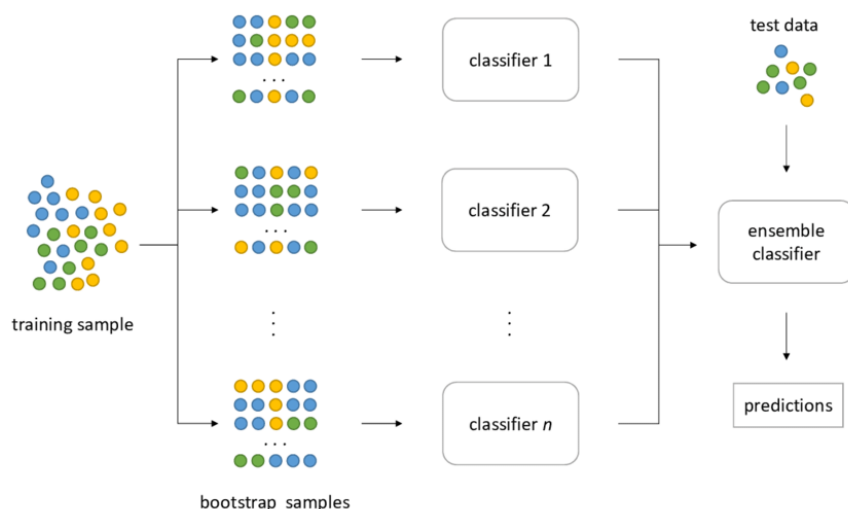 test data
classifier 1
. . .
classifier 2
ensemble
classifier
. . .
training sample
. . .
. . .
predictions
classifier n
. . .
bootstrap samples